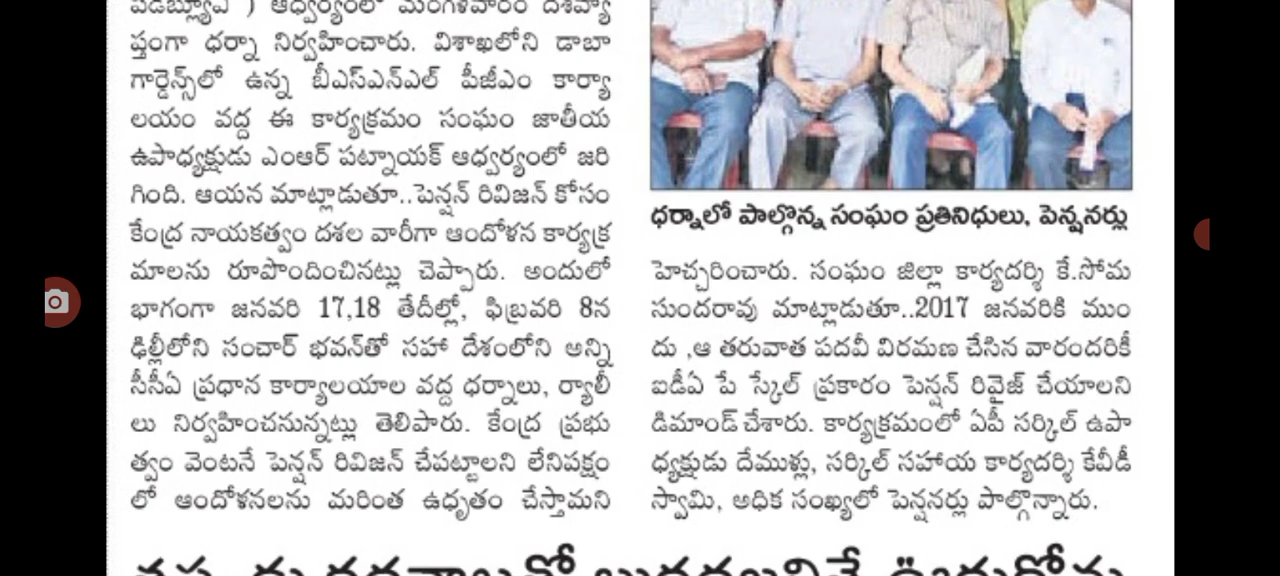 ఆధ్వర్యంలో మంగళవారం దేశవ్యా
ప్తంగా ధర్నా నిర్వహించారు. విశాఖలోని డాబా
గార్డెన్స్‌లో ఉన్న బీఎస్ఎన్ఎల్ పీజీఎం కార్యా
లయం వద్ద ఈ కార్యక్రమం సంఘం జాతీయ
ఉపాధ్యక్షుడు ఎంఆర్ పట్నాయక్ ఆధ్వర్యంలో జరి
గింది. ఆయన మాట్లాడుతూ..పెన్షన్ రివిజన్ కోసం
కేంద్ర నాయకత్వం దశల వారీగా ఆందోళన కార్యక్ర
మాలను రూపొందించినట్లు చెప్పారు. అందులో
భాగంగా జనవరి 17,18 తేదీల్లో, ఫిబ్రవరి 8న
ఢిల్లీలోని సంచార్ భవన్‌తో సహా దేశంలోని అన్ని
సీసీఏ ప్రధాన కార్యాలయాల వద్ద ధర్నాలు, ర్యాలీ
లు నిర్వహించనున్నట్లు తెలిపారు. కేంద్ర ప్రభు
త్వం వెంటనే పెన్షన్ రివిజన్ చేపట్టాలని లేనిపక్షం
లో ఆందోళనలను మరింత ఉధృతం చేస్తామని
ధర్నాలో పాల్గొన్న సంఘం ప్రతినిధులు, పెన్షనర్లు
హెచ్చరించారు. సంఘం జిల్లా కార్యదర్శి కే.సోమ
సుందరావు మాట్లాడుతూ..2017 జనవరికి ముం
దు ,ఆ తరువాత పదవీ విరమణ చేసిన వారందరికీ
ఐడీఏ పే స్కేల్ ప్రకారం పెన్షన్ రివైజ్ చేయాలని
డిమాండ్ చేశారు. కార్యక్రమంలో ఏపీ సర్కిల్ ఉపా
ధ్యక్షుడు దేముళ్లు, సర్కిల్ సహాయ కార్యదర్శి కేవీడీ
స్వామి, అధిక సంఖ్యలో పెన్షనర్లు పాల్గొన్నారు.